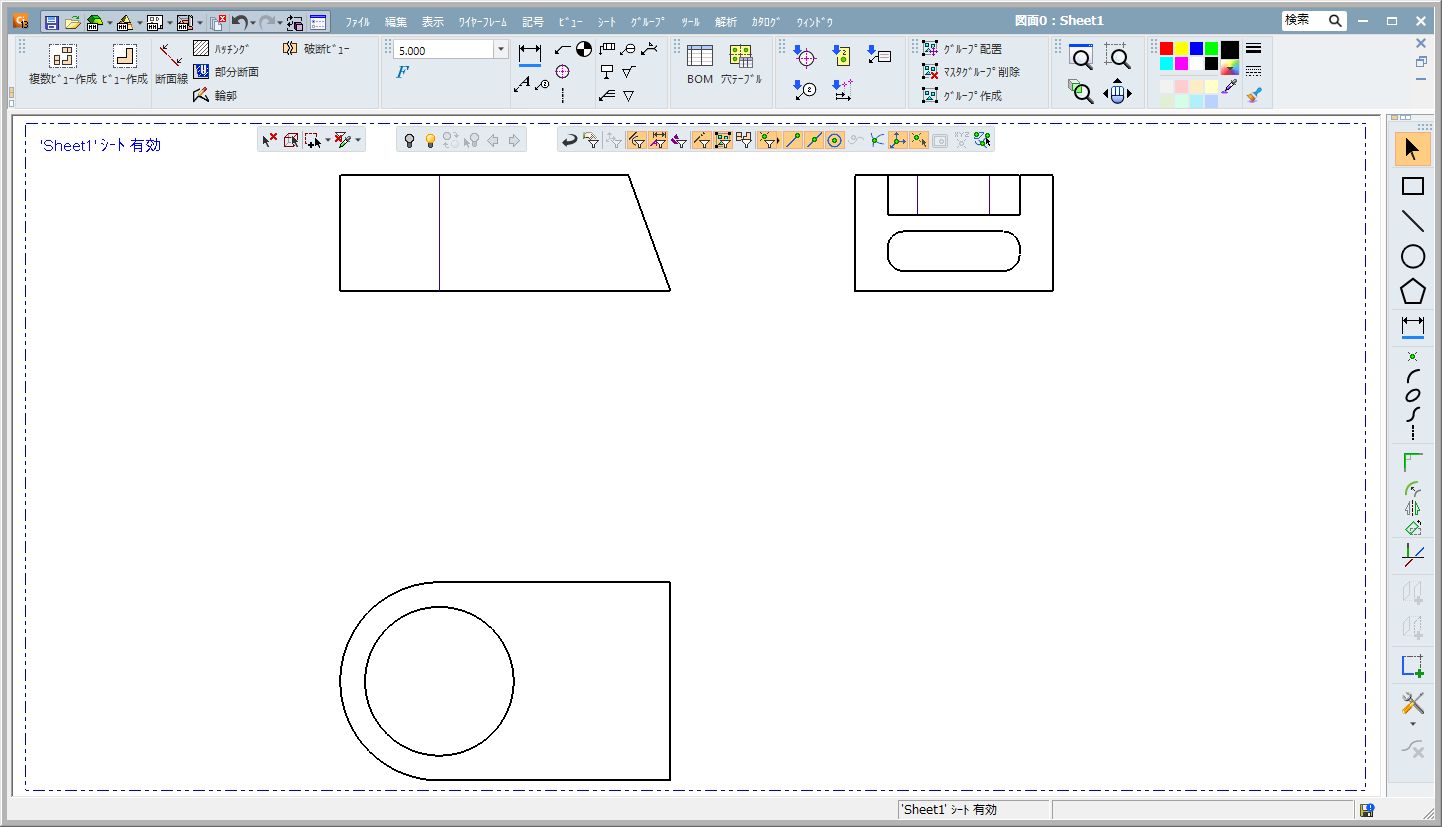 ﾌｧｲﾙ 編集 表示 ﾜｲﾔｰﾌﾚｰﾑ 記号 ﾋﾞｭｰ ｼｰﾄ ｸﾞﾙｰﾌﾟ ﾂｰﾙ 解析 ｶﾀﾛｸﾞ ｳｨﾝﾄﾞｳ
図面0 : Sheet1
検索
複数ﾋﾞｭｰ作成
ﾋﾞｭｰ作成
断面線
ﾊｯﾁﾝｸﾞ
部分断面
輪郭
破断ﾋﾞｭｰ
5.000
F
BOM
穴ﾃｰﾌﾞﾙ
ｸﾞﾙｰﾌﾟ配置
ﾏｽﾀｸﾞﾙｰﾌﾟ削除
ｸﾞﾙｰﾌﾟ作成
'Sheet1' ｼｰﾄ 有効
'Sheet1' ｼｰﾄ 有効